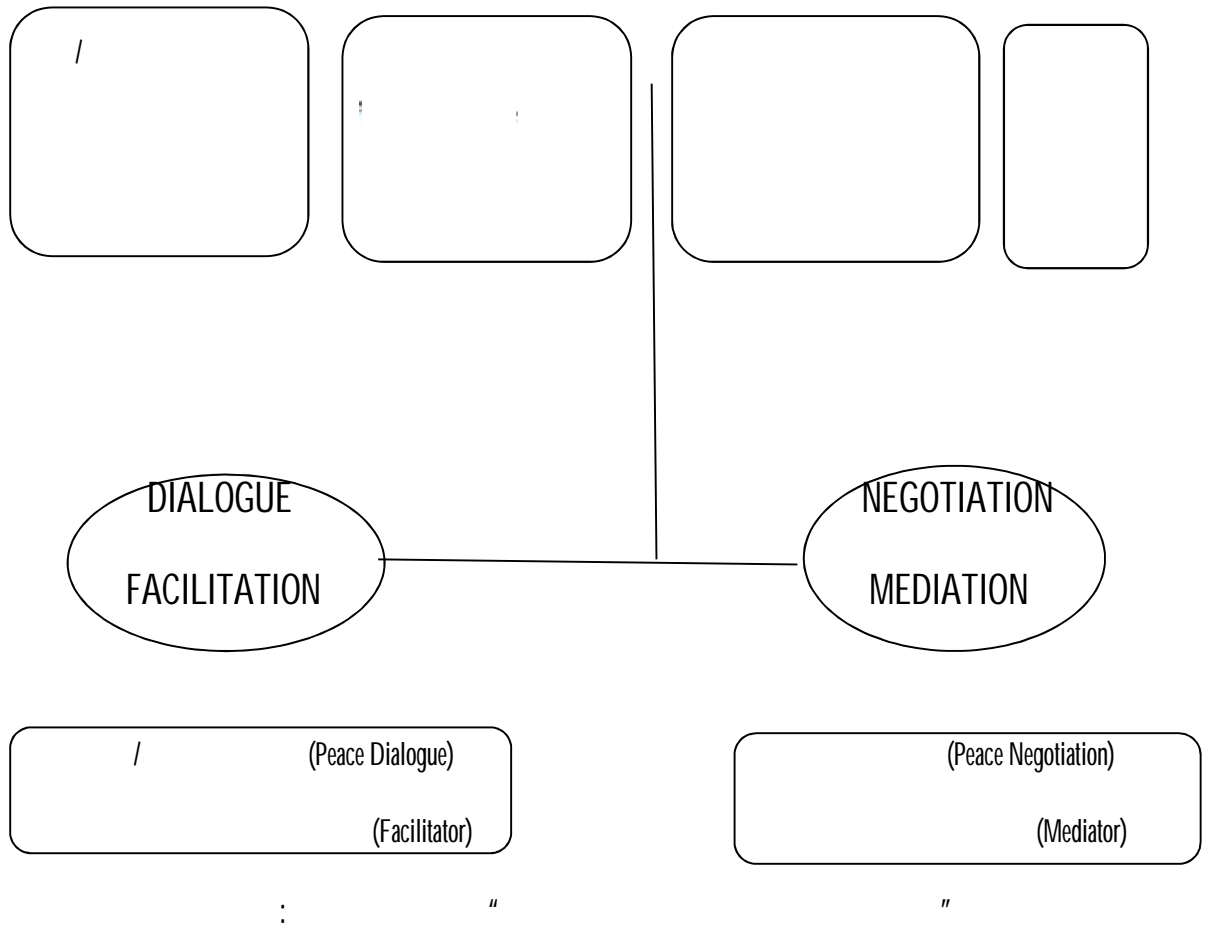 /
DIALOGUE
FACILITATION
NEGOTIATION
MEDIATION
/ (Peace Dialogue)
(Facilitator)
(Peace Negotiation)
(Mediator)
: “ ”